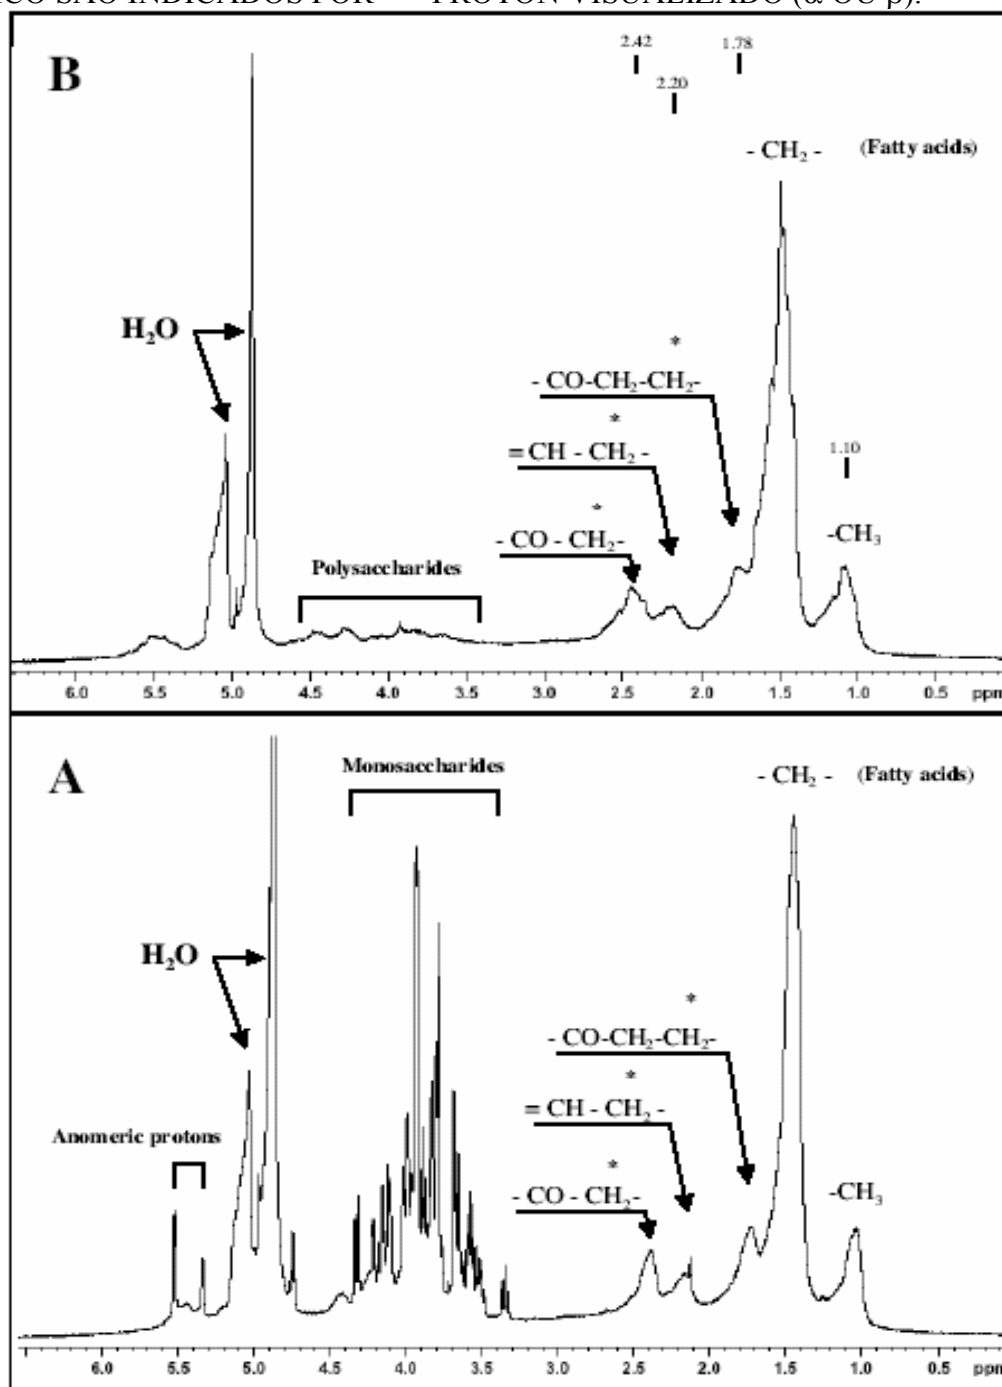 PROTON VISUALIZADO (α OU β).
B
2.42
1.78
2.20
- CH₂ - (Fatty acids)
H₂O
*
- CO-CH₂-CH₂-
*
1.10
= CH - CH₂ -
*
-CH₃
- CO - CH₂-
Polysaccharides
6.0 5.5 5.0 4.5 4.0 3.5 3.0 2.5 2.0 1.5 1.0 0.5 ppm
A
Monosaccharides
- CH₂ - (Fatty acids)
H₂O
*
- CO-CH₂-CH₂-
*
= CH - CH₂ -
Anomeric protons
*
- CO - CH₂-
-CH₃
6.0 5.5 5.0 4.5 4.0 3.5 3.0 2.5 2.0 1.5 1.0 0.5 ppm